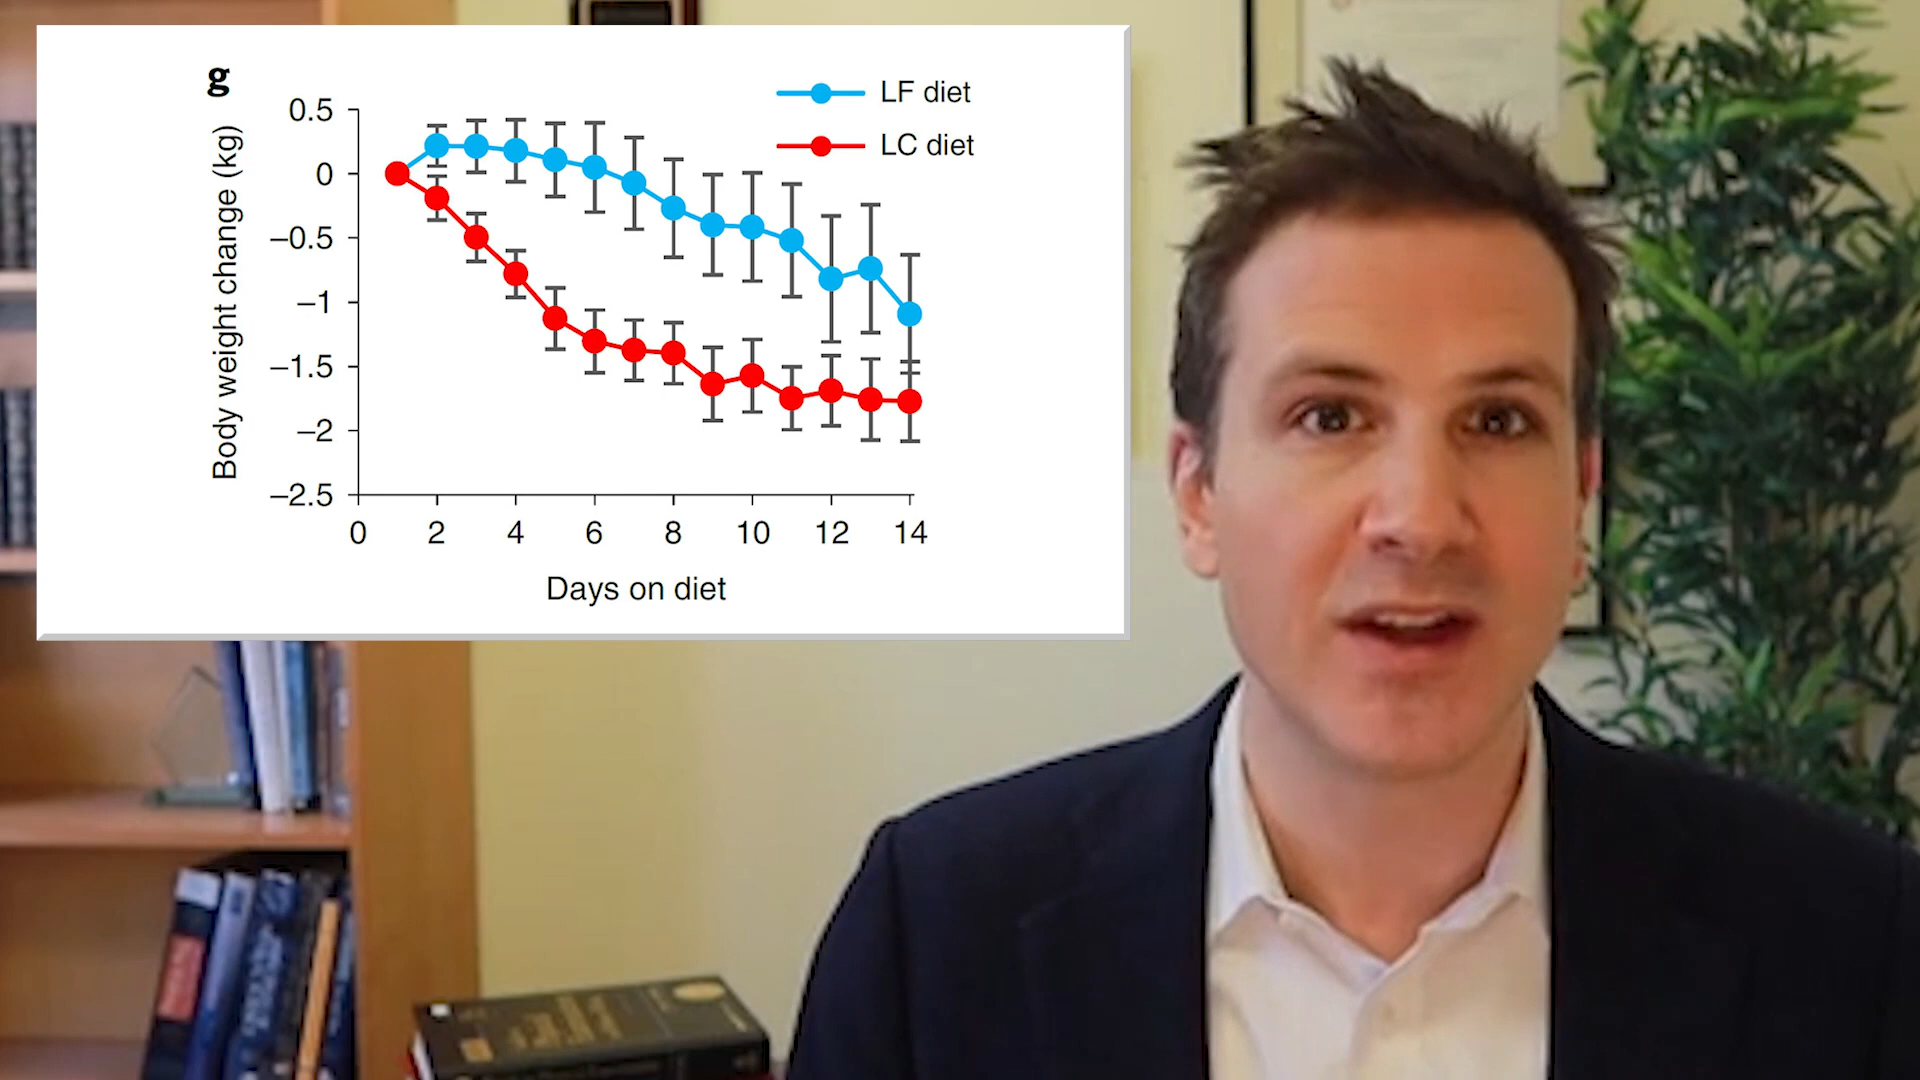 g
LF diet
LC diet
Body weight change (kg)
0.5
0
−0.5
−1
−1.5
−2
−2.5
0 2 4 6 8 10 12 14
Days on diet